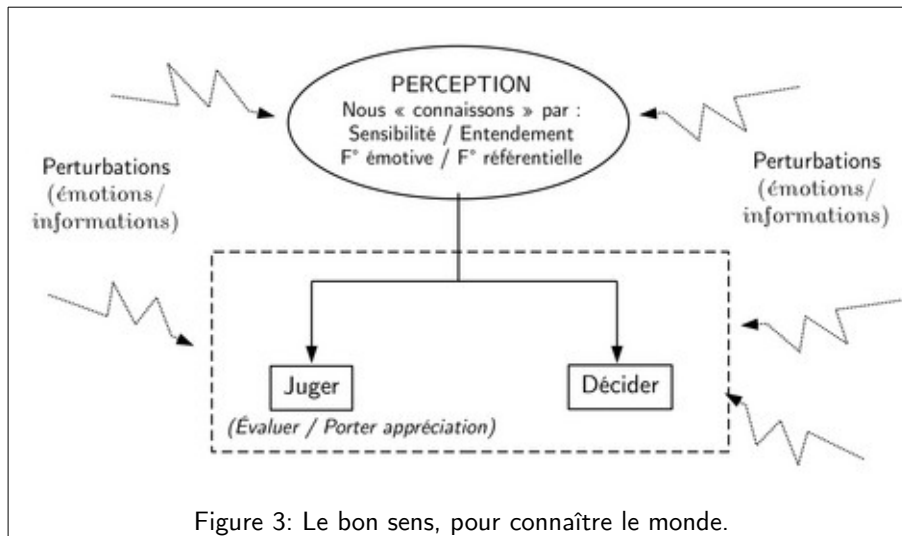 PERCEPTION
Nous « connaissons » par :
Sensibilité / Entendement
F° émotive / F° référentielle
Perturbations
(émotions/
informations)
Perturbations
(émotions/
informations)
Juger
(Évaluer / Porter appréciation)
Décider
Figure 3: Le bon sens, pour connaître le monde.